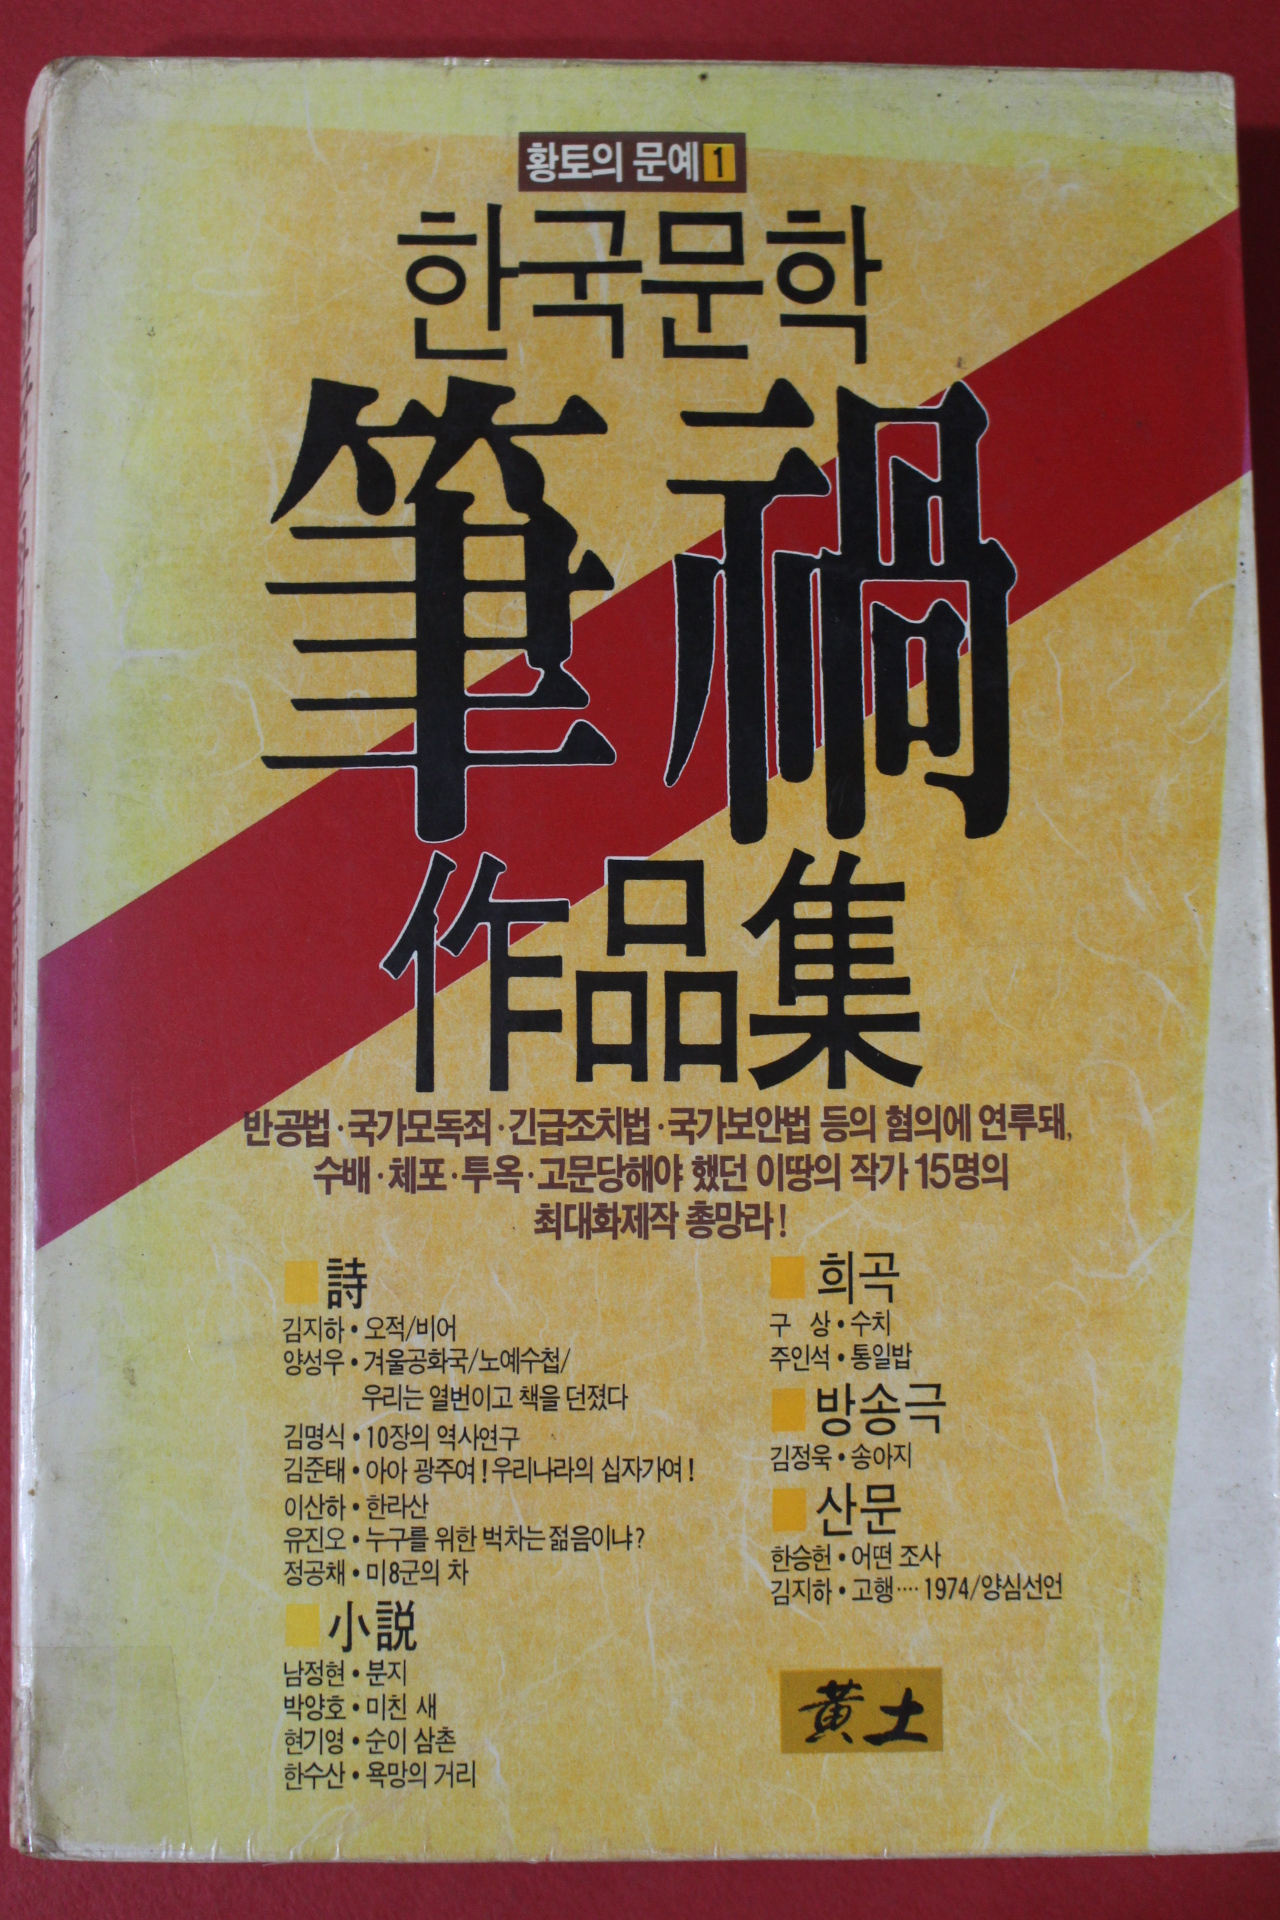 황토의 문예 1
한국문학
筆禍
作品集
반공법·국가모독죄·긴급조치법·국가보안법 등의 혐의에 연루돼,
수배·체포·투옥·고문당해야 했던 이땅의 작가 15명의
최대화제작 총망라!
詩
김지하•오적/비어
양성우•겨울공화국/노예수첩/
우리는 열번이고 책을 던졌다
김명식•10장의 역사연구
김준태•아아 광주여! 우리나라의 십자가여!
이산하•한라산
유진오•누구를 위한 벅차는 젊음이냐?
정공채•미8군의 차
小説
남정현•분지
박양호•미친 새
현기영•순이 삼촌
한수산•욕망의 거리
희곡
구 상•수치
주인석•통일밥
방송극
김정욱•송아지
산문
한승헌•어떤 조사
김지하•고행····1974/양심선언
黃土